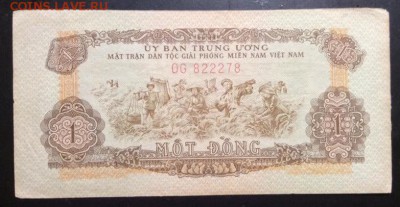 COINS.LAVE.RU
ỦY BAN TRUNG ƯƠNG
MẶT TRẬN DÂN TỘC GIẢI PHÓNG MIỀN NAM VIỆT NAM
DG 822278
1 1
MỘT ĐỒNG